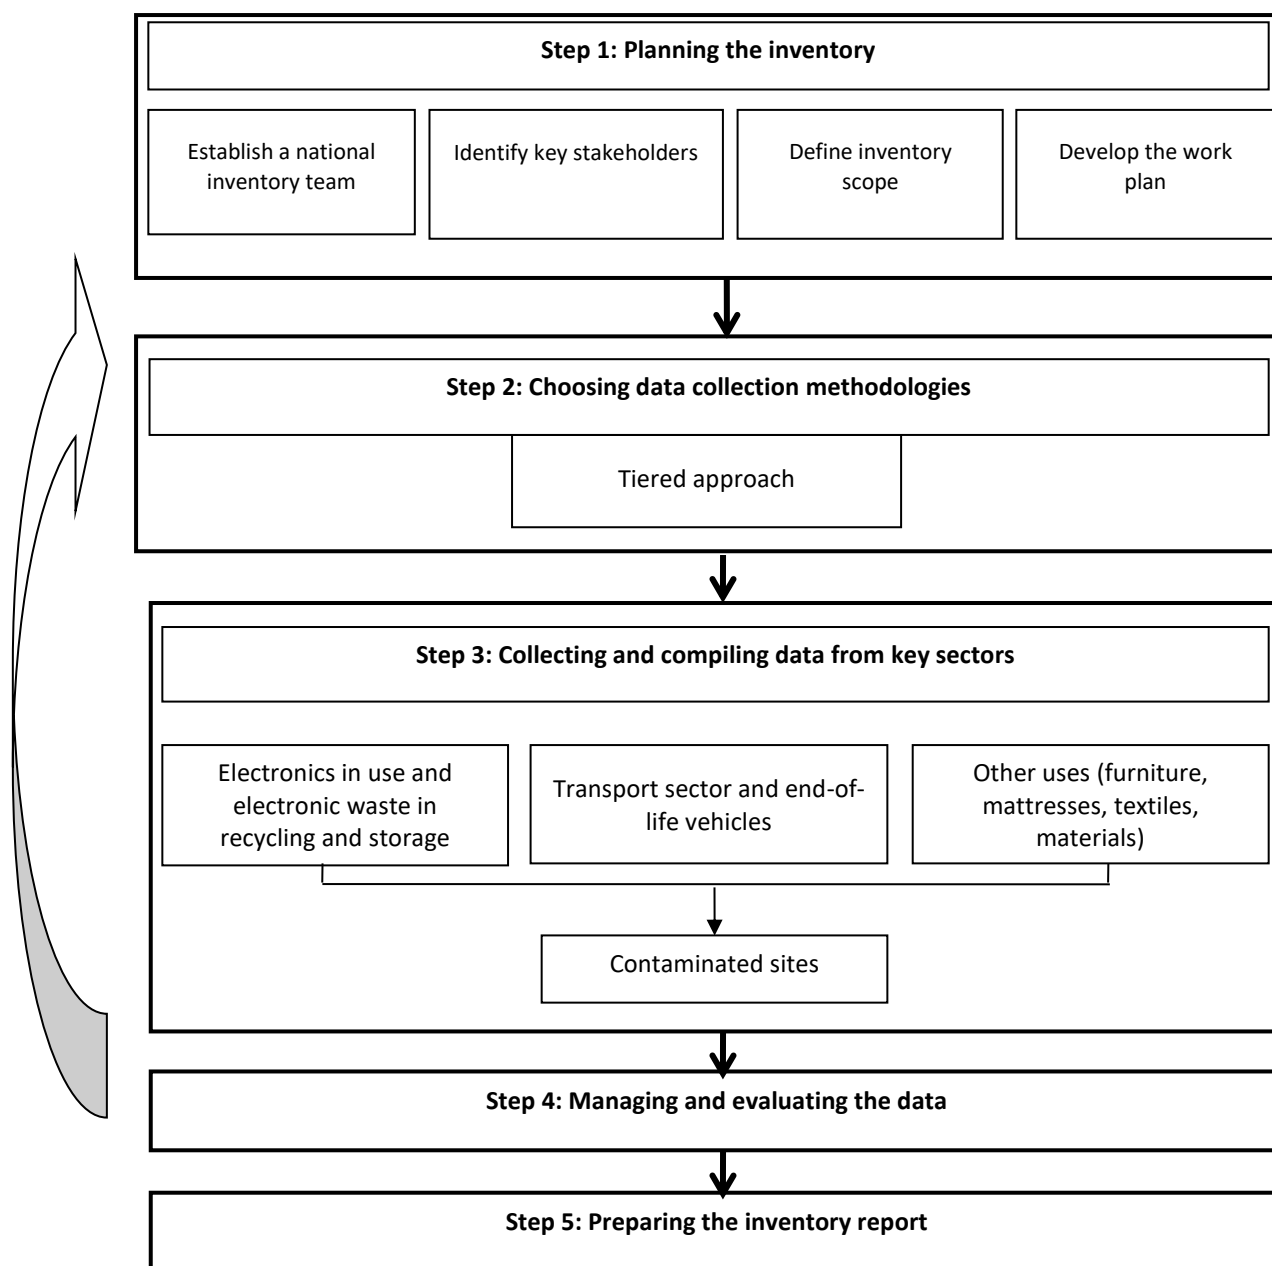 Step 1: Planning the inventory
Establish a national
inventory team
Identify key stakeholders
Define inventory
scope
Develop the work
plan
Step 2: Choosing data collection methodologies
Tiered approach
Step 3: Collecting and compiling data from key sectors
Electronics in use and
electronic waste in
recycling and storage
Transport sector and end-of-
life vehicles
Other uses (furniture,
mattresses, textiles,
materials)
Contaminated sites
Step 4: Managing and evaluating the data
Step 5: Preparing the inventory report